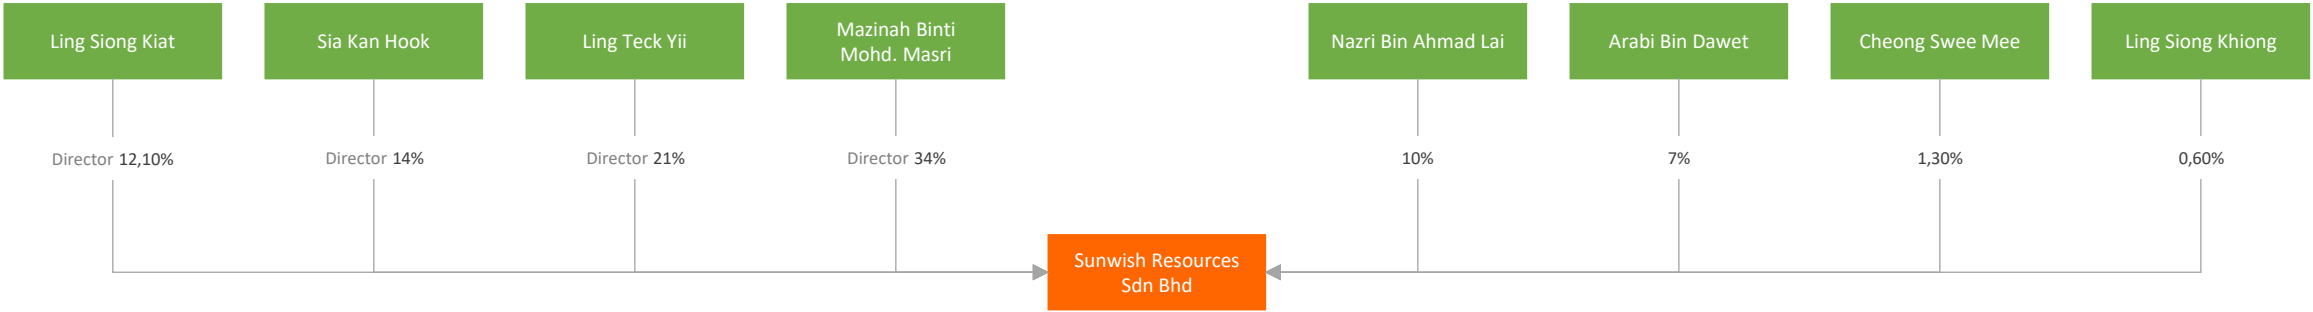 Ling Siong Kiat
Sia Kan Hook
Ling Teck Yii
Mazinah Binti
Mohd. Masri
Nazri Bin Ahmad Lai
Arabi Bin Dawet
Cheong Swee Mee
Ling Siong Khiong
Director 12,10%
Director 14%
Director 21%
Director 34%
10%
7%
1,30%
0,60%
Sunwish Resources
Sdn Bhd